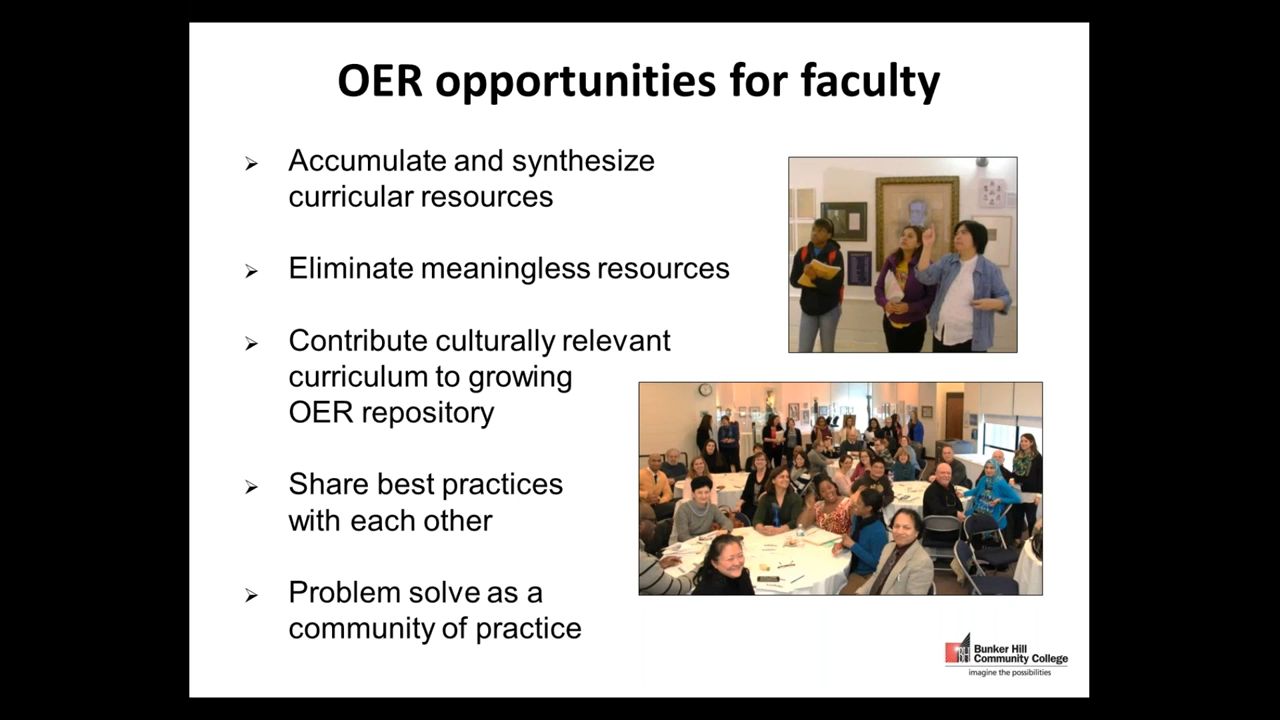 OER opportunities for faculty
➢ Accumulate and synthesize
curricular resources
➢ Eliminate meaningless resources
➢ Contribute culturally relevant
curriculum to growing
OER repository
➢ Share best practices
with each other
➢ Problem solve as a
community of practice
Bunker Hill
Community College
imagine the possibilities